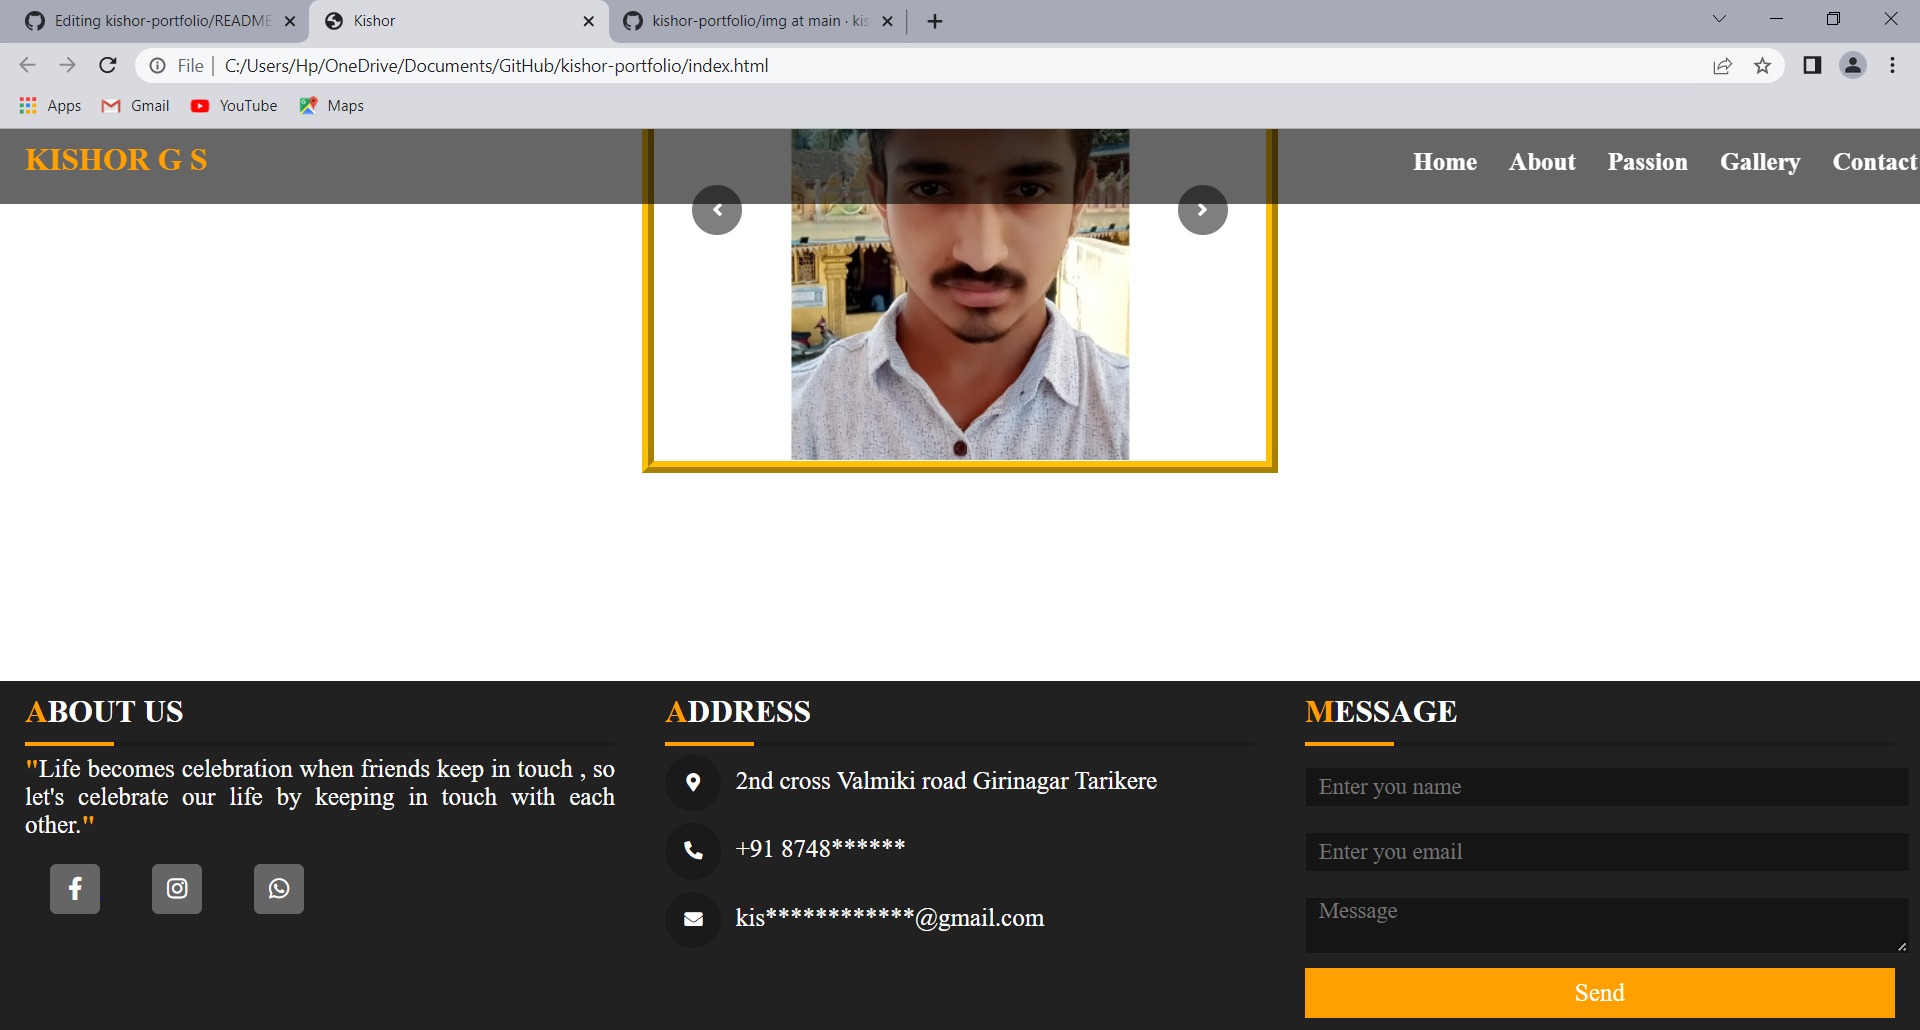 Editing kishor-portfolio/README
Kishor
kishor-portfolio/img at main · kis
File
C:/Users/Hp/OneDrive/Documents/GitHub/kishor-portfolio/index.html
Apps
Gmail
YouTube
Maps
KISHOR G S
Home
About
Passion
Gallery
Contact
ABOUT US
"Life becomes celebration when friends keep in touch , so
let's celebrate our life by keeping in touch with each
other."
ADDRESS
2nd cross Valmiki road Girinagar Tarikere
+91 8748******
kis************@gmail.com
MESSAGE
Enter you name
Enter you email
Message
Send